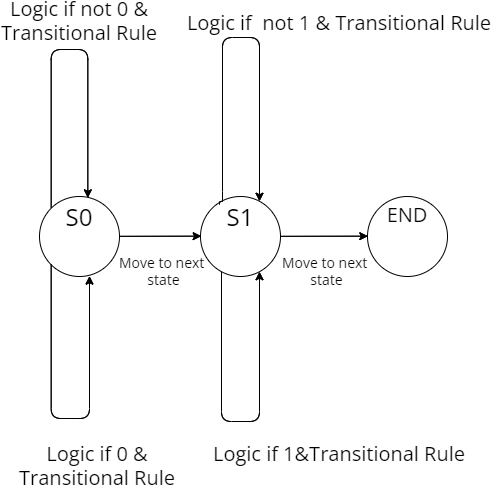 Logic if not 0 &
Transitional Rule
Logic if  not 1 & Transitional Rule
S0
S1
END
Move to next
state
Move to next
state
Logic if 0 &
Transitional Rule
Logic if 1&Transitional Rule